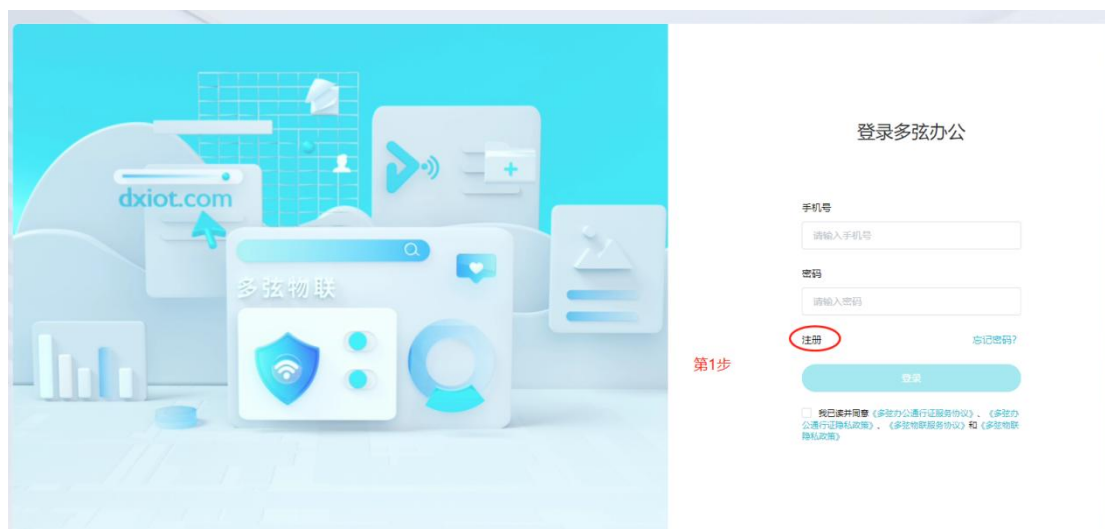 dxiot.com
多弦物联
登录多弦办公
手机号
请输入手机号
密码
请输入密码
注册
忘记密码?
第1步
登录
我已读并同意《多弦办公通行证服务协议》、《多弦办
公通行证隐私政策》、《多弦物联服务协议》和《多弦物联
隐私政策》